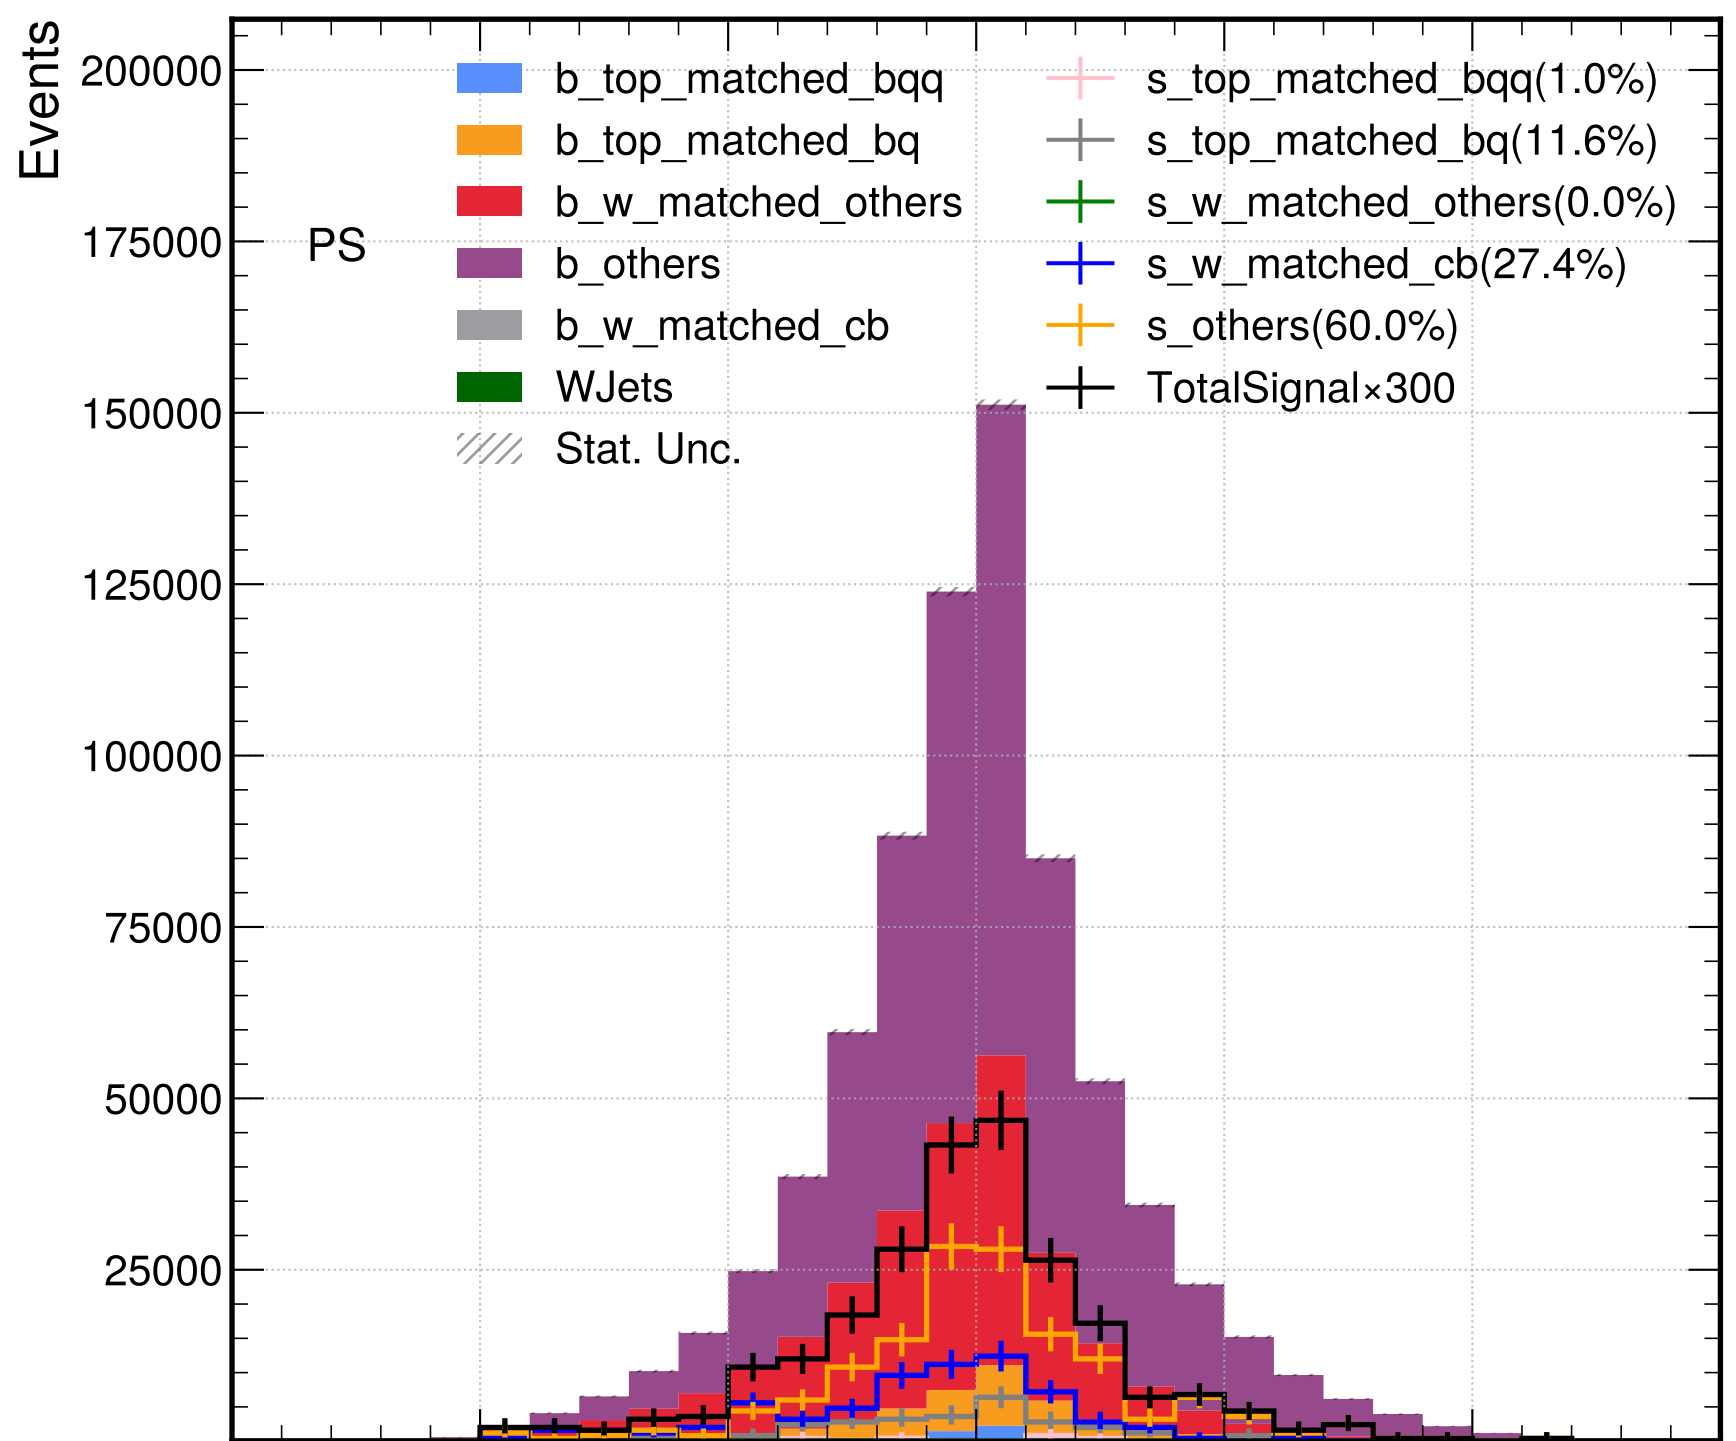 Events
200000
175000
150000
125000
100000
75000
50000
25000
PS
b_top_matched_bqq
b_top_matched_bq
b_w_matched_others
b_others
b_w_matched_cb
WJets
Stat. Unc.
s_top_matched_bqq(1.0%)
s_top_matched_bq(11.6%)
s_w_matched_others(0.0%)
s_w_matched_cb(27.4%)
s_others(60.0%)
TotalSignal×300